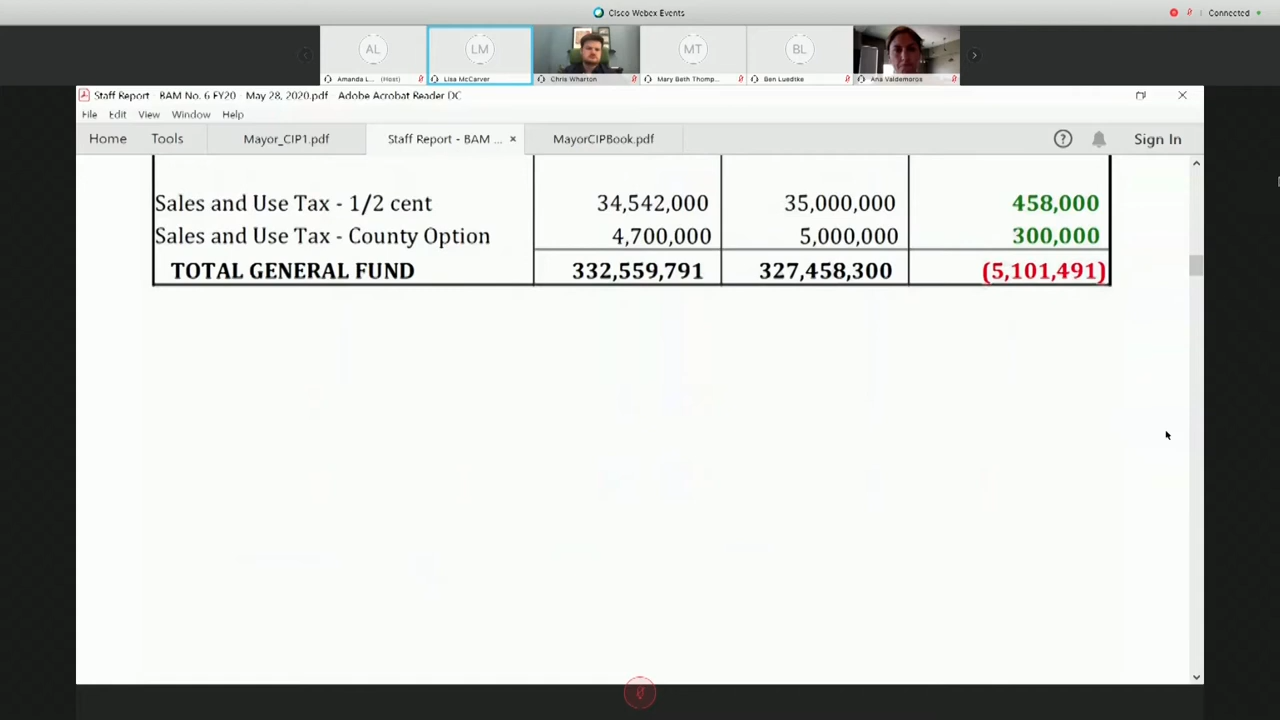 Cisco Webex Events
Connected
AL
LM
MT
BL
Amanda L... (Host)
Lisa McCarver
Chris Wharton
Mary Beth Thomp...
Ben Luedtke
Ana Valdemoros
Staff Report BAM No. 6 FY20 May 28, 2020.pdf Adobe Acrobat Reader DC
File Edit View Window Help
Home Tools Mayor_CIP1.pdf Staff Report - BAM ... × MayorCIPBook.pdf Sign In
Sales and Use Tax - 1/2 cent 34,542,000 35,000,000 458,000
Sales and Use Tax - County Option 4,700,000 5,000,000 300,000
TOTAL GENERAL FUND 332,559,791 327,458,300 (5,101,491)